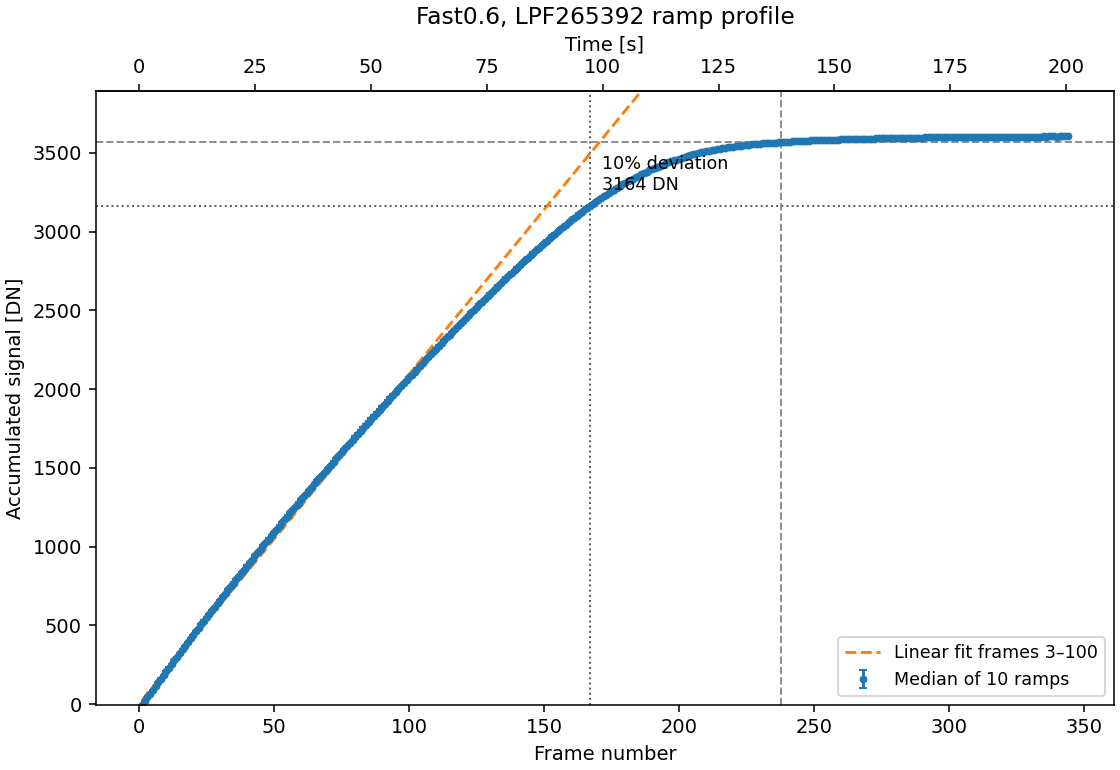 Fast0.6, LPF265392 ramp profile
Time [s]
0 25 50 75 100 125 150 175 200
Accumulated signal [DN]
3500
3000
2500
2000
1500
1000
500
0
10% deviation
3164 DN
Linear fit frames 3–100
Median of 10 ramps
0 50 100 150 200 250 300 350
Frame number